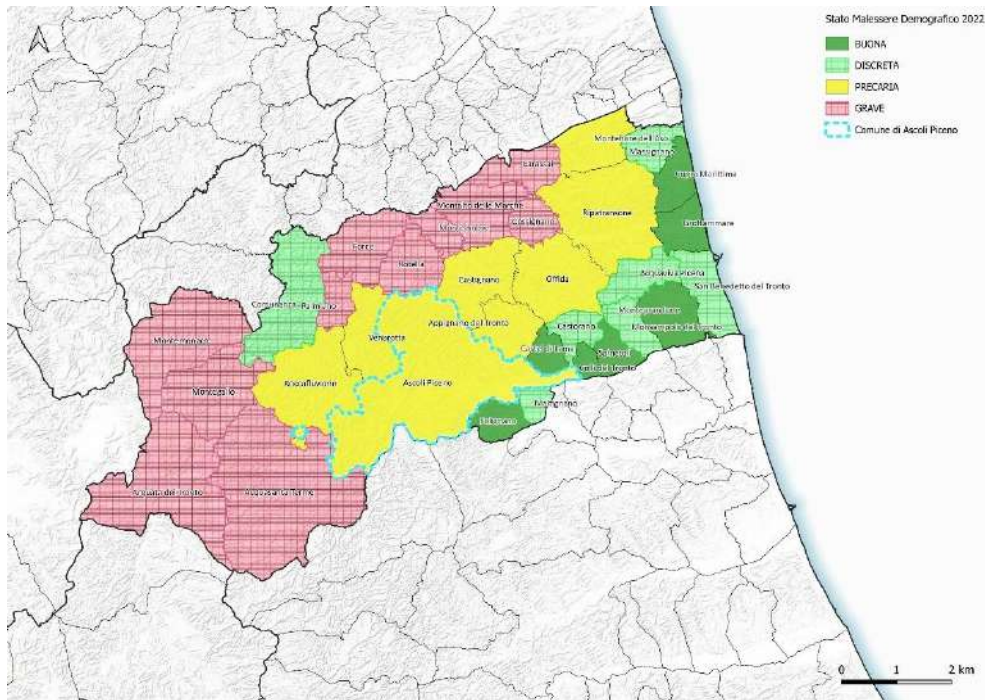 Stato Malessere Demografico 2022
BUONA
DISCRETA
PRECARIA
GRAVE
Comune di Ascoli Piceno
Montefiore dell'Aso
Massignano
Carassai
Cupra Marittima
Montalto delle Marche
Ripatransone
Cossignano
Grottammare
Force
Rotella
Castignano
Offida
Acquaviva Picena
San Benedetto del Tronto
Comunanza
Palmiano
Monteprandone
Appignano del Tronto
Castorano
Monsampolo del Tronto
Venarotta
Montemonaco
Castel di Lama
Spinetoli
Colli del Tronto
Roccafluvione
Ascoli Piceno
Montegallo
Maltignano
Folignano
Arquata del Tronto
Acquasanta Terme
0 1 2 km